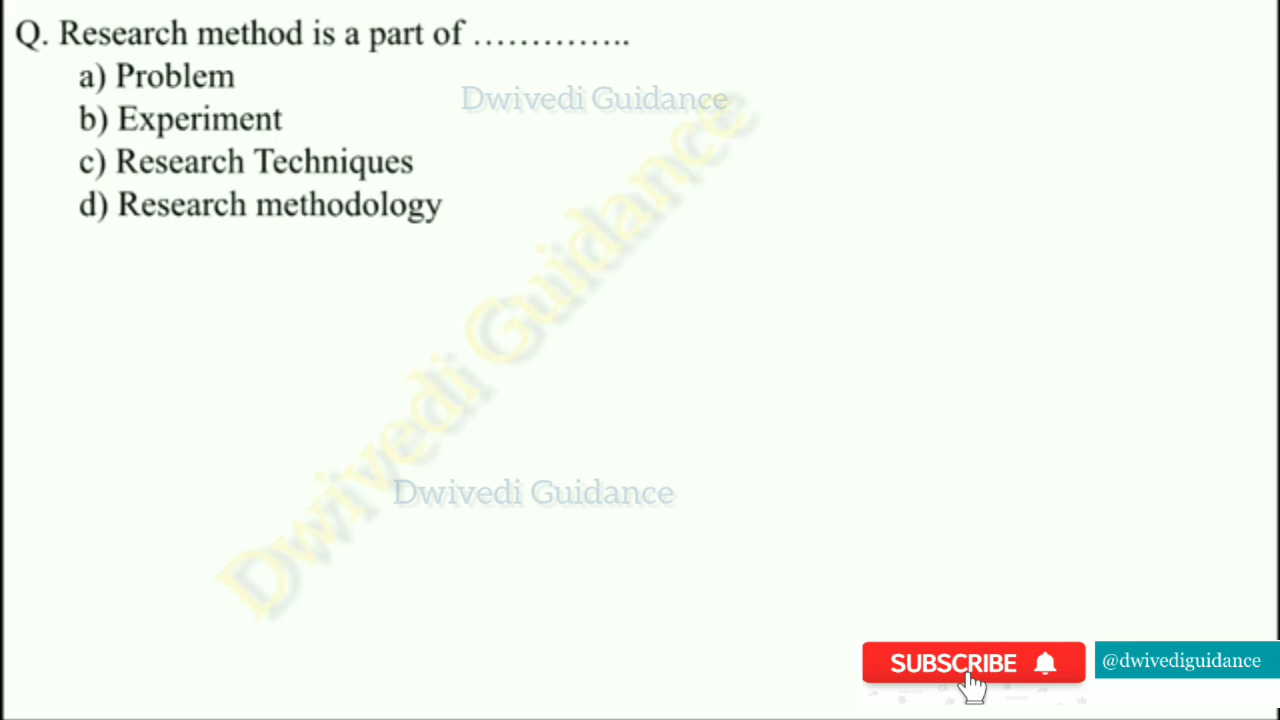 Q. Research method is a part of …………..
a) Problem
b) Experiment
c) Research Techniques
d) Research methodology
Dwivedi Guidance
Dwivedi Guidance
Dwivedi Guidance
SUBSCRIBE
@dwivediguidance